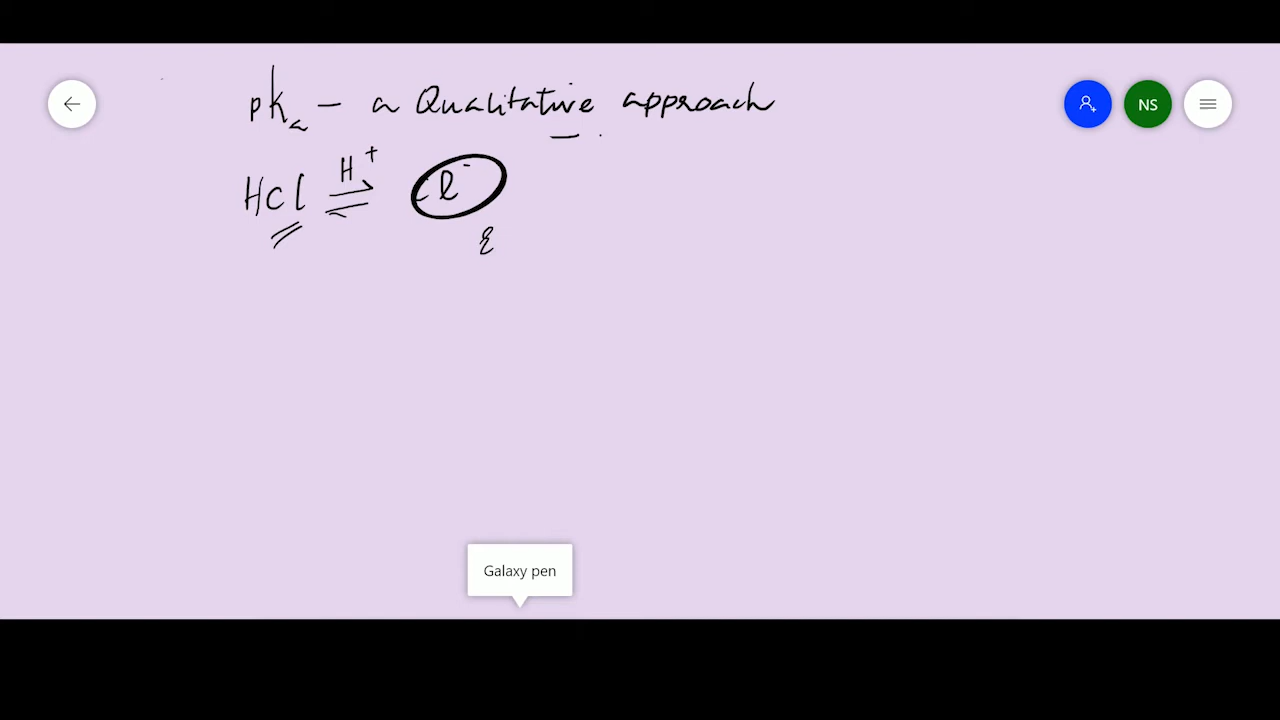 pka - a Qualitative approach
NS
HCl ⇌ H+ Cl-
Galaxy pen